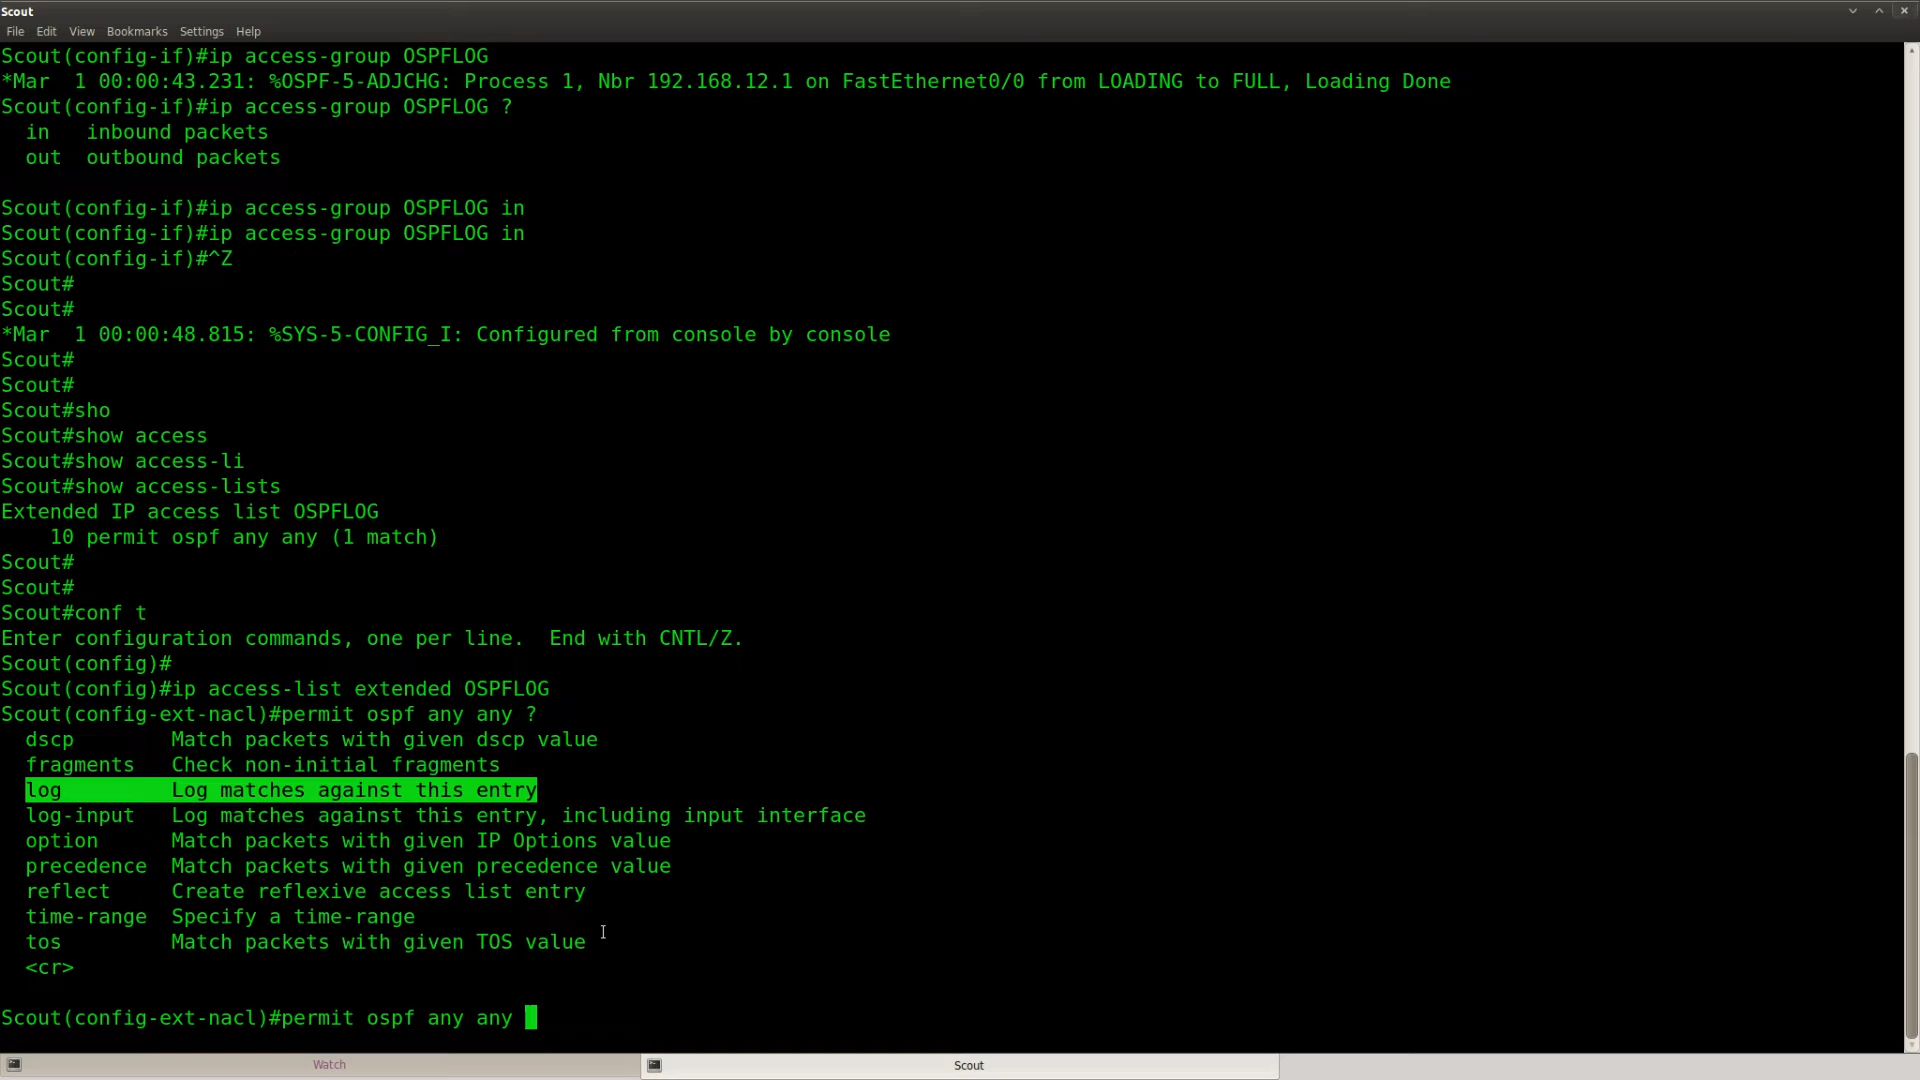 Scout
File Edit View Bookmarks Settings Help
Scout(config-if)#ip access-group OSPFLOG
*Mar  1 00:00:43.231: %OSPF-5-ADJCHG: Process 1, Nbr 192.168.12.1 on FastEthernet0/0 from LOADING to FULL, Loading Done
Scout(config-if)#ip access-group OSPFLOG ?
  in   inbound packets
  out  outbound packets
Scout(config-if)#ip access-group OSPFLOG in
Scout(config-if)#ip access-group OSPFLOG in
Scout(config-if)#^Z
Scout#
Scout#
*Mar  1 00:00:48.815: %SYS-5-CONFIG_I: Configured from console by console
Scout#
Scout#
Scout#sho
Scout#show access
Scout#show access-li
Scout#show access-lists
Extended IP access list OSPFLOG
    10 permit ospf any any (1 match)
Scout#
Scout#
Scout#conf t
Enter configuration commands, one per line.  End with CNTL/Z.
Scout(config)#
Scout(config)#ip access-list extended OSPFLOG
Scout(config-ext-nacl)#permit ospf any any ?
  dscp        Match packets with given dscp value
  fragments   Check non-initial fragments
  log         Log matches against this entry
  log-input   Log matches against this entry, including input interface
  option      Match packets with given IP Options value
  precedence  Match packets with given precedence value
  reflect     Create reflexive access list entry
  time-range  Specify a time-range
  tos         Match packets with given TOS value
  <cr>
Scout(config-ext-nacl)#permit ospf any any
Watch Scout